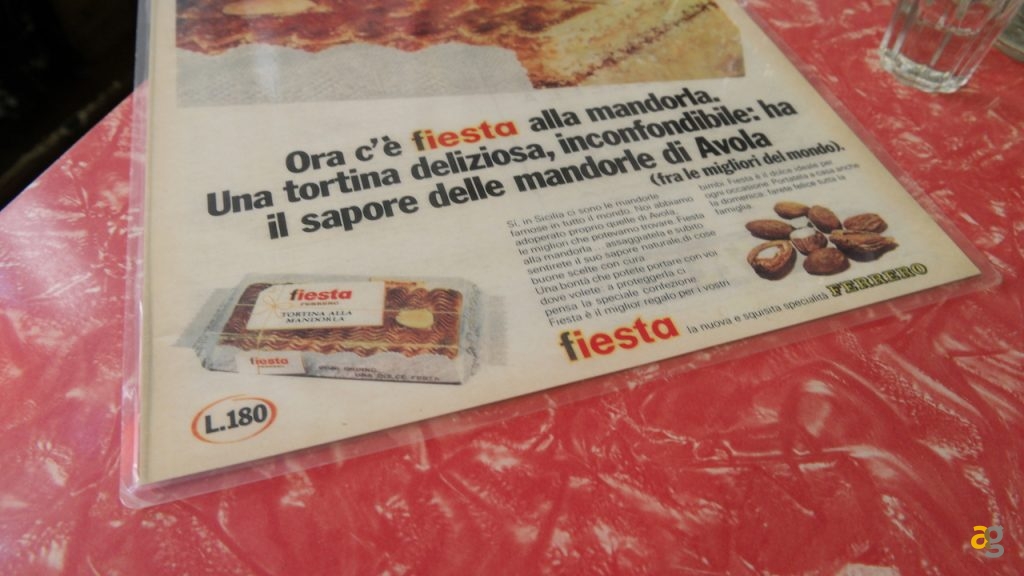 Ora c'è fiesta alla mandorla.
Una tortina deliziosa, inconfondibile: ha
il sapore delle mandorle di Avola
(fra le migliori del mondo).
Sì, in Sicilia ci sono le mandorle
famose in tutto il mondo. Noi abbiamo
adoperato proprio quelle di Avola,
le migliori che potevamo trovare. Fiesta
alla mandorla... assaggiatela e subito
sentirete il suo sapore naturale, di cose
buone scelte con cura.
Una bontà che potete portare con voi
dove volete: a proteggerla ci
pensa la speciale confezione.
Fiesta è il miglior regalo per i vostri
bimbi. Fiesta è il dolce ideale per
ogni occasione. Portatela a casa anche
la domenica: farete felice tutta la
famiglia.
fiesta
FERRERO
TORTINA ALLA
MANDORLA
fiesta
UNA DOLCE FESTA
L.180
fiesta la nuova e squisita specialità FERRERO
ag